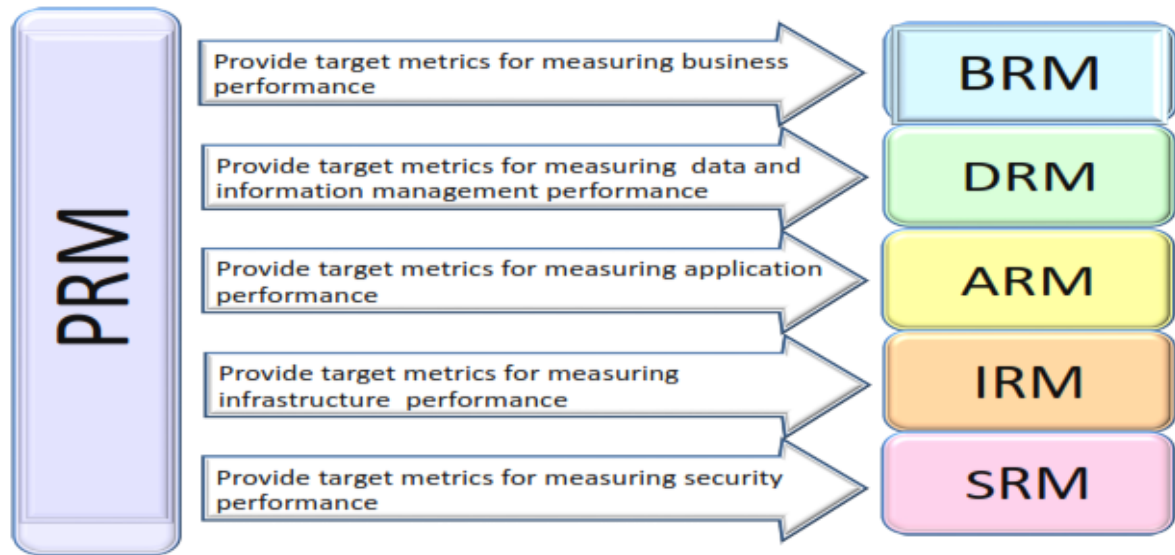 PRM
Provide target metrics for measuring business
performance
BRM
Provide target metrics for measuring data and
information management performance
DRM
Provide target metrics for measuring application
performance
ARM
Provide target metrics for measuring
infrastructure performance
IRM
Provide target metrics for measuring security
performance
sRM